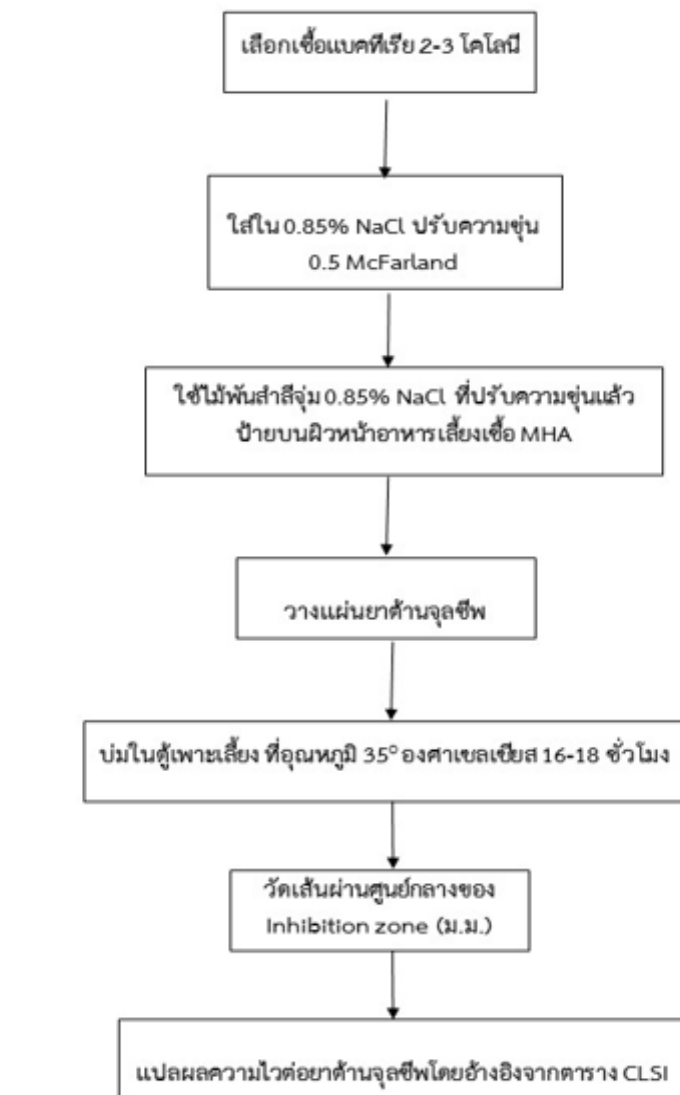 เลือกเชื้อแบคทีเรีย 2-3 โคโลนี
ใส่ใน 0.85% NaCl ปรับความขุ่น
0.5 McFarland
ใช้ไม้พันสำลีจุ่ม 0.85% NaCl ที่ปรับความขุ่นแล้ว
ป้ายบนผิวหน้าอาหารเลี้ยงเชื้อ MHA
วางแผ่นยาต้านจุลชีพ
บ่มในตู้เพาะเลี้ยง ที่อุณหภูมิ 35° องศาเซลเซียส 16-18 ชั่วโมง
วัดเส้นผ่านศูนย์กลางของ
Inhibition zone (ม.ม.)
แปลผลความไวต่อยาต้านจุลชีพโดยอ้างอิงจากตาราง CLSI